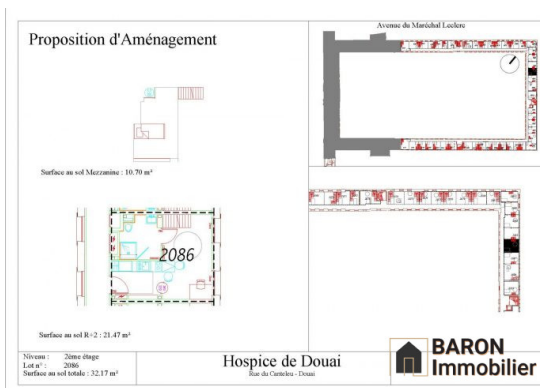 Proposition d'Aménagement
Avenue du Maréchal Leclerc
Surface au sol Mezzanine : 10.70 m²
2086
Surface au sol R+2 : 21.47 m²
Niveau : 2ème étage
Lot n° : 2086
Surface au sol totale : 32.17 m²
Hospice de Douai
Rue du Canteleu - Douai
BARON
Immobilier